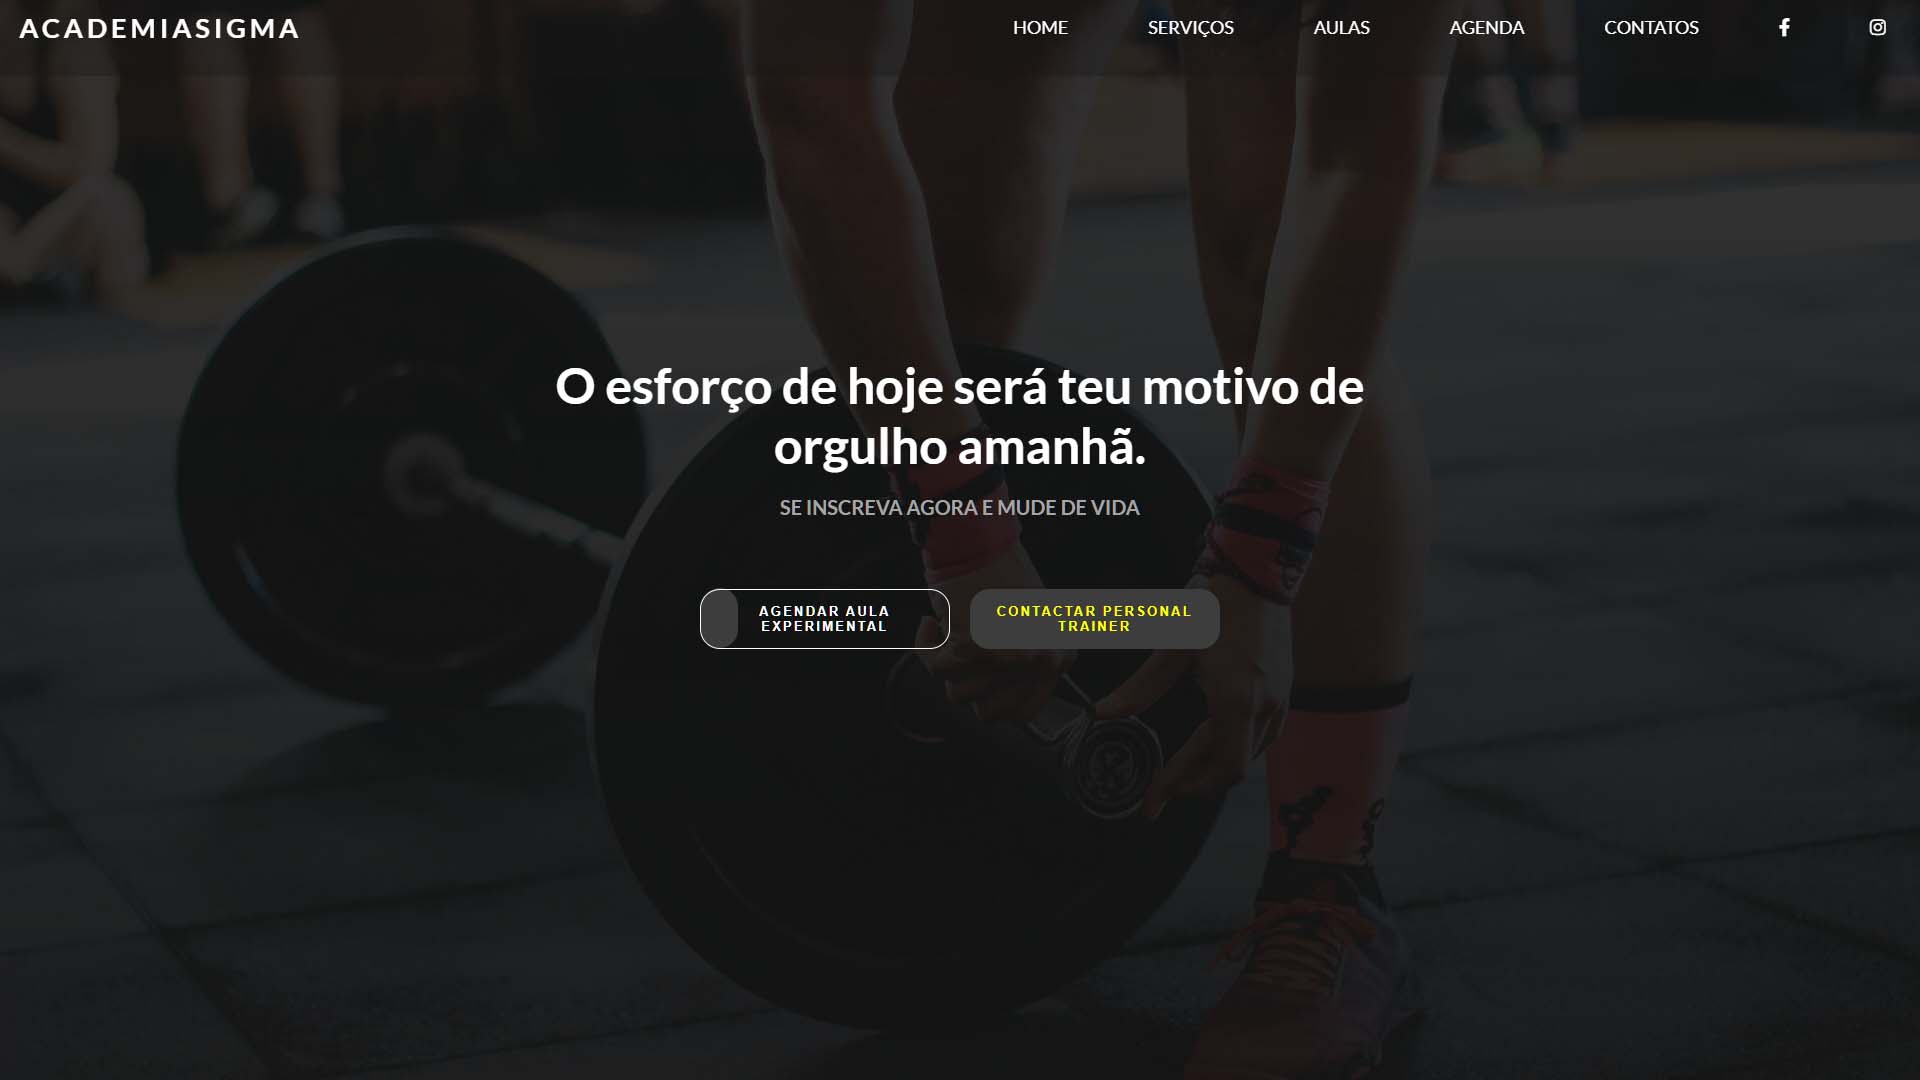 ACADEMIASIGMA
HOME SERVIÇOS AULAS AGENDA CONTATOS
O esforço de hoje será teu motivo de
orgulho amanhã.
SE INSCREVA AGORA E MUDE DE VIDA
AGENDAR AULA
EXPERIMENTAL
CONTACTAR PERSONAL
TRAINER